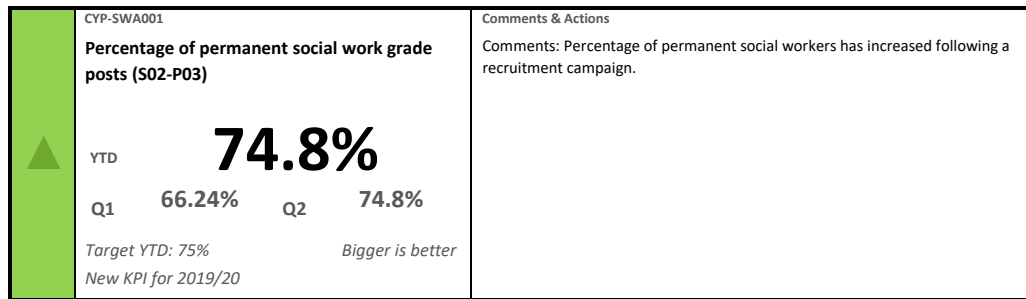 CYP-SWA001
Percentage of permanent social work grade
posts (S02-P03)
YTD 74.8%
Q1 66.24% Q2 74.8%
Target YTD: 75% Bigger is better
New KPI for 2019/20
Comments & Actions
Comments: Percentage of permanent social workers has increased following a
recruitment campaign.